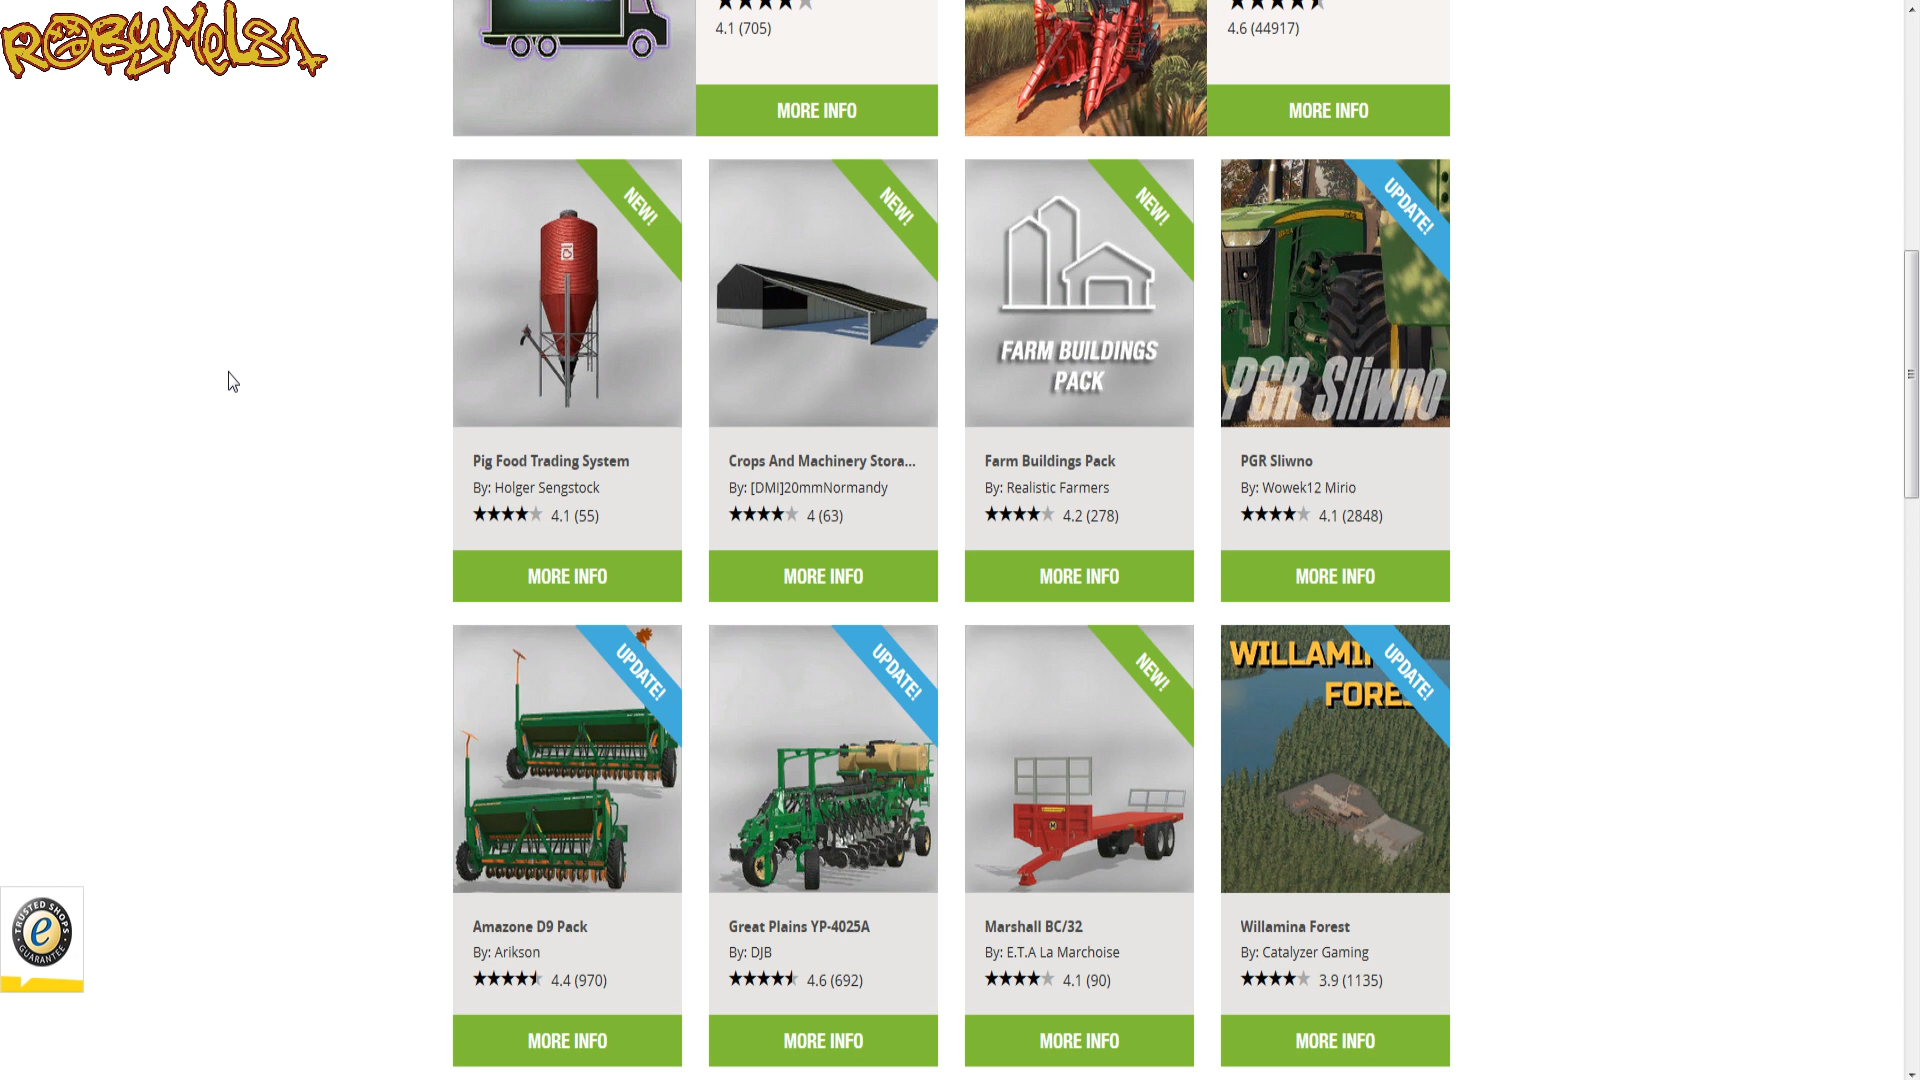 RobyMel81
4.1 (705)
4.6 (44917)
MORE INFO
MORE INFO
NEW!
NEW!
NEW!
UPDATE!
FARM BUILDINGS
PACK
PGR Sliwno
Pig Food Trading System
By: Holger Sengstock
4.1 (55)
MORE INFO
Crops And Machinery Stora...
By: [DMI]20mmNormandy
4 (63)
MORE INFO
Farm Buildings Pack
By: Realistic Farmers
4.2 (278)
MORE INFO
PGR Sliwno
By: Wowek12 Mirio
4.1 (2848)
MORE INFO
UPDATE!
UPDATE!
NEW!
UPDATE!
Amazone D9 Pack
By: Arikson
4.4 (970)
MORE INFO
Great Plains YP-4025A
By: DJB
4.6 (692)
MORE INFO
Marshall BC/32
By: E.T.A La Marchoise
4.1 (90)
MORE INFO
Willamina Forest
By: Catalyzer Gaming
3.9 (1135)
MORE INFO
TRUSTED SHOPS
e
GUARANTEE